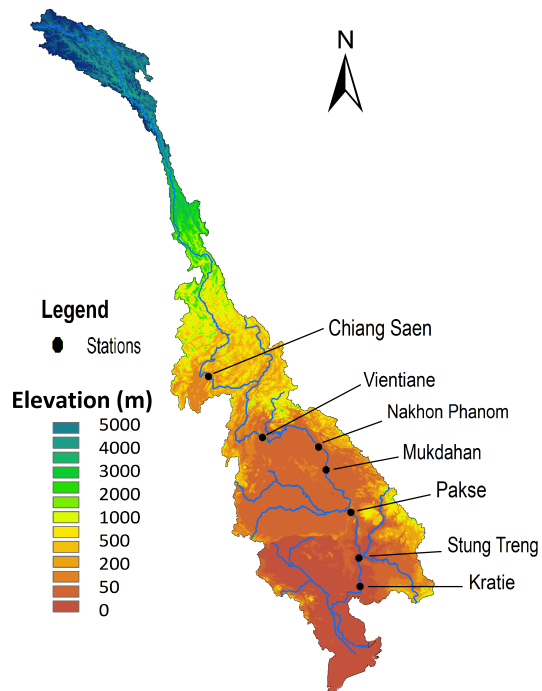 N
Legend
Stations
Elevation (m)
5000
4000
3000
2000
1000
500
200
50
0
Chiang Saen
Vientiane
Nakhon Phanom
Mukdahan
Pakse
Stung Treng
Kratie